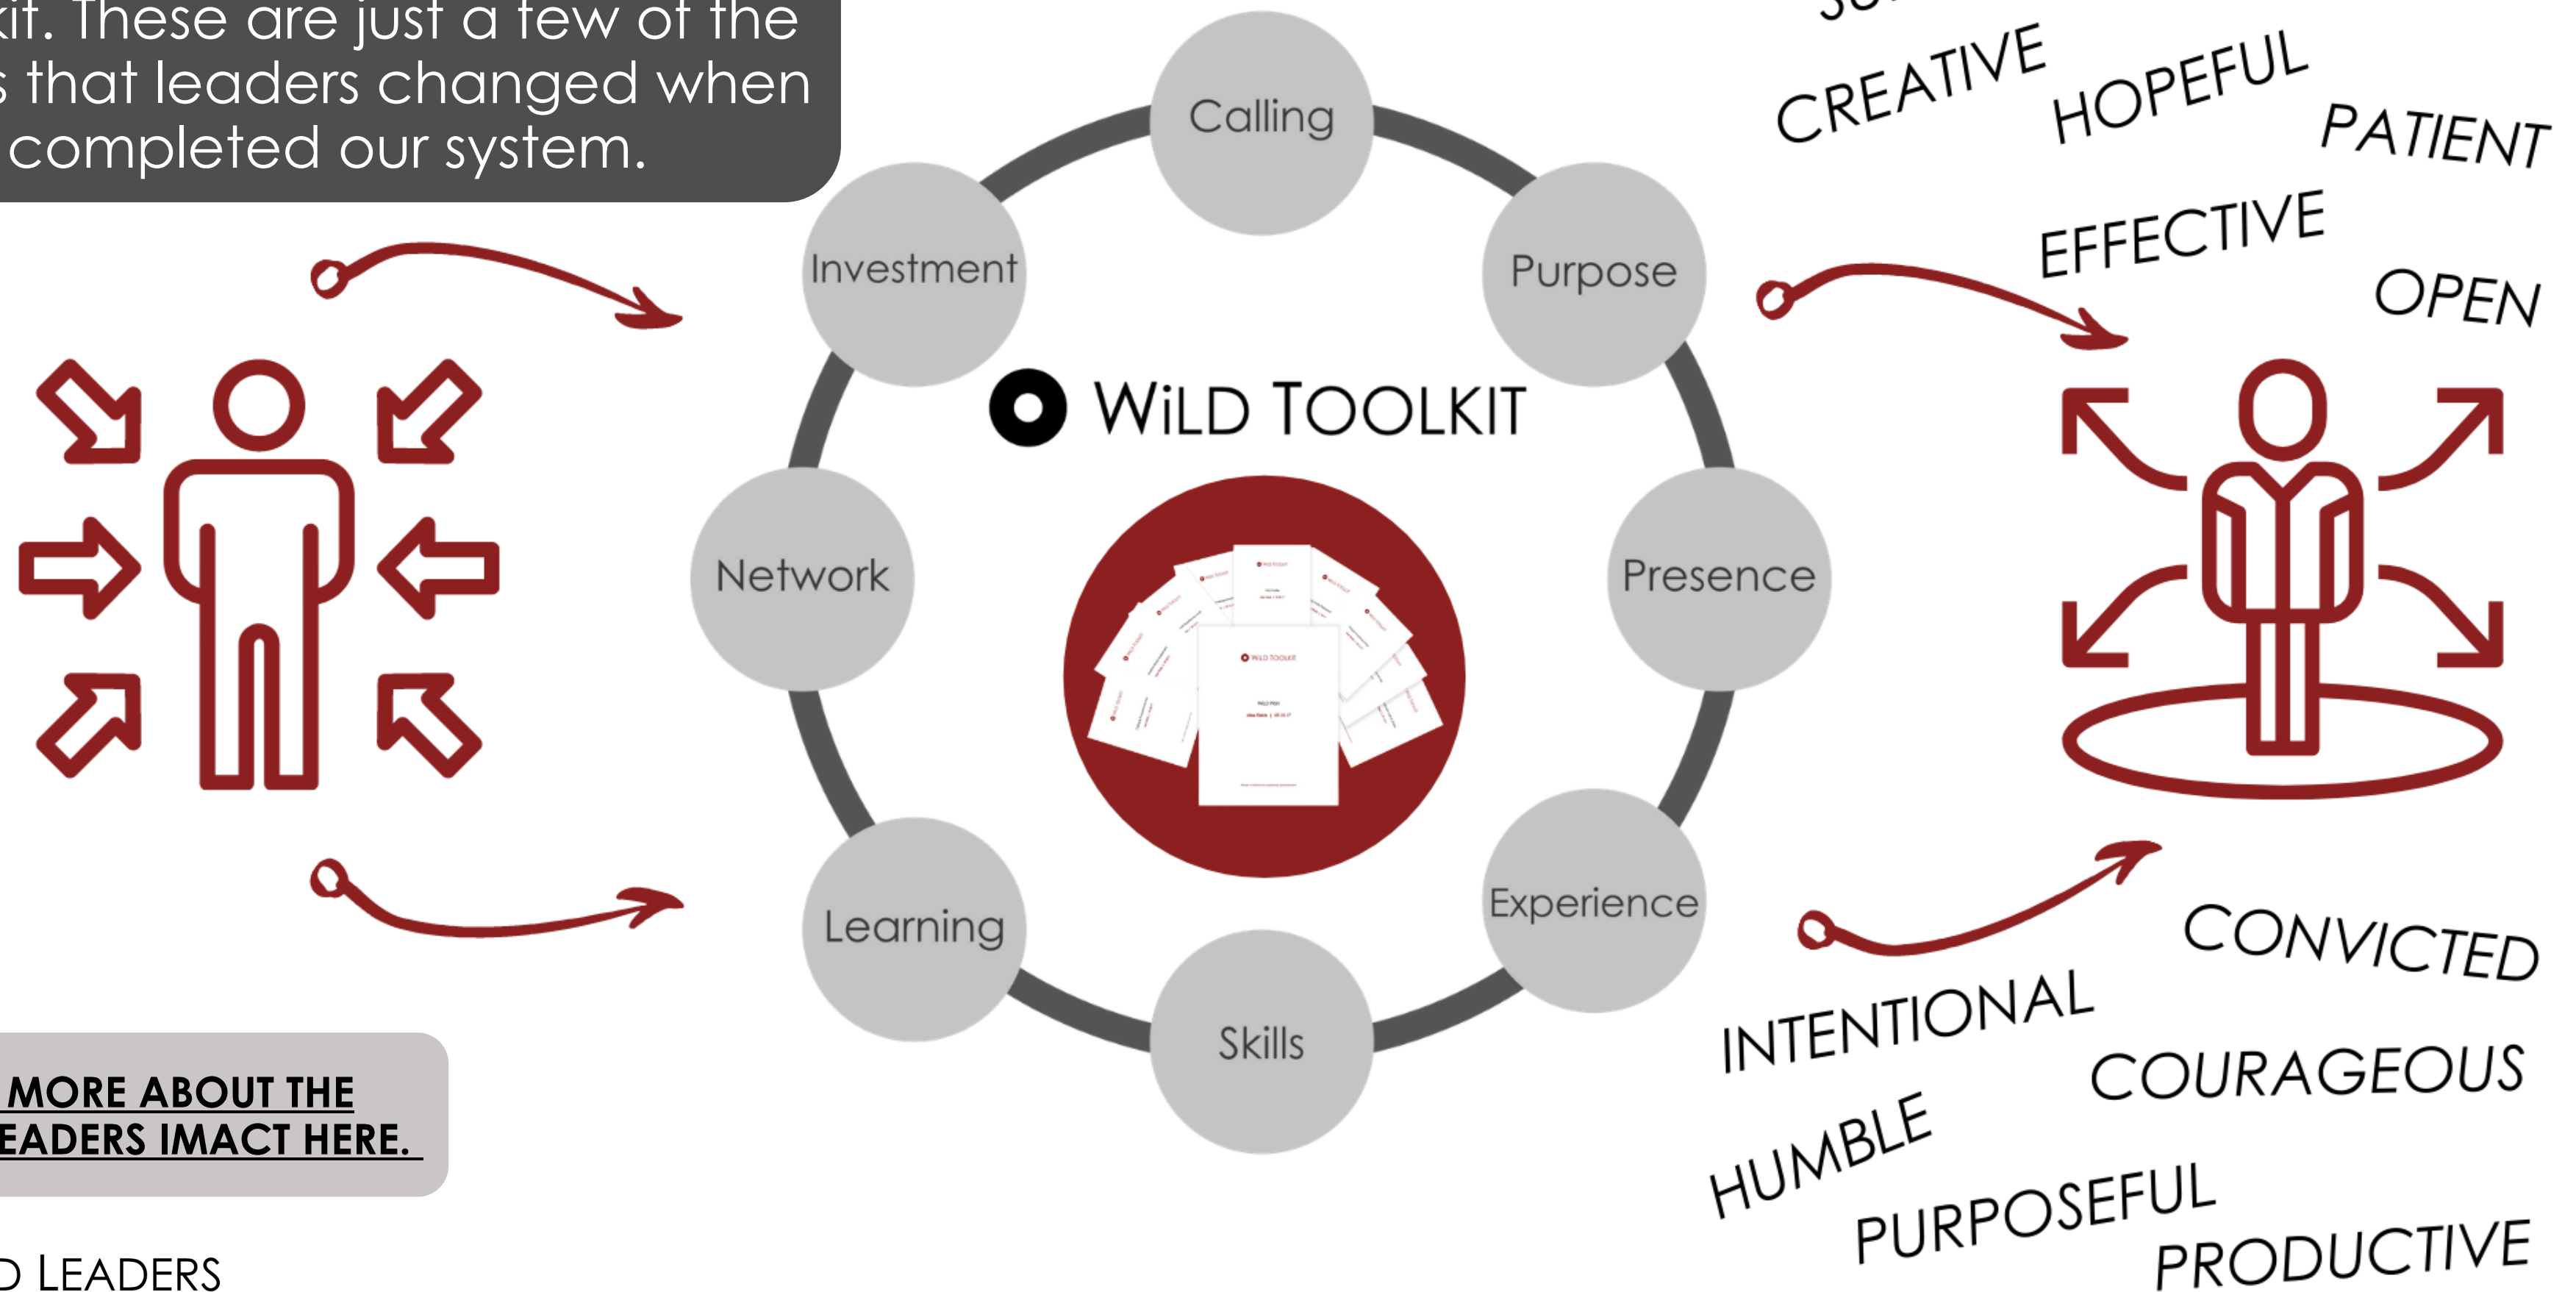 kit. These are just a few of the
s that leaders changed when
completed our system.
CREATIVE
HOPEFUL
PATIENT
EFFECTIVE
OPEN
Calling
Investment
Purpose
WiLD TOOLKIT
Network
Presence
WiLD TOOLKIT
Learning
Experience
Skills
CONVICTED
INTENTIONAL
COURAGEOUS
HUMBLE
PURPOSEFUL
PRODUCTIVE
MORE ABOUT THE
EADERS IMACT HERE.
D LEADERS